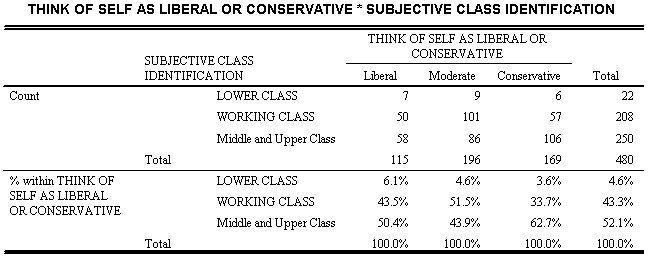 THINK OF SELF AS LIBERAL OR CONSERVATIVE * SUBJECTIVE CLASS IDENTIFICATION
THINK OF SELF AS LIBERAL OR
CONSERVATIVE
SUBJECTIVE CLASS
IDENTIFICATION Liberal Moderate Conservative Total
Count LOWER CLASS 7 9 6 22
WORKING CLASS 50 101 57 208
Middle and Upper Class 58 86 106 250
Total 115 196 169 480
% within THINK OF
SELF AS LIBERAL
OR CONSERVATIVE
LOWER CLASS 6.1% 4.6% 3.6% 4.6%
WORKING CLASS 43.5% 51.5% 33.7% 43.3%
Middle and Upper Class 50.4% 43.9% 62.7% 52.1%
Total 100.0% 100.0% 100.0% 100.0%